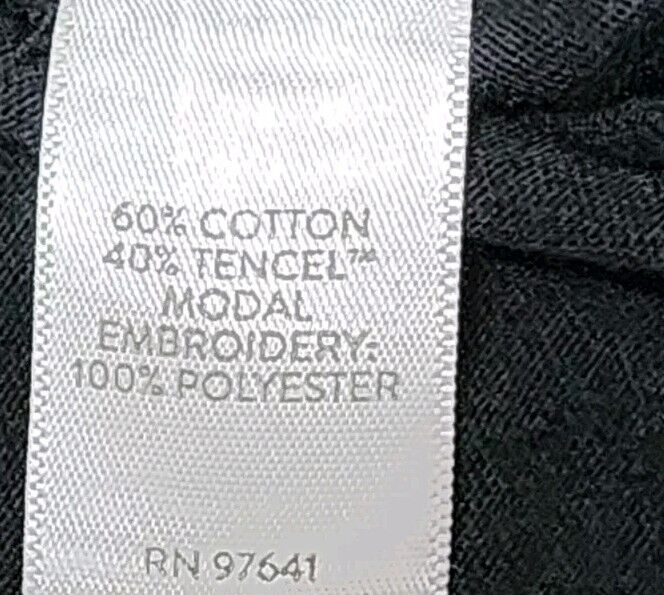 60% COTTON
40% TENCEL™
MODAL
EMBROIDERY:
100% POLYESTER
RN 97641